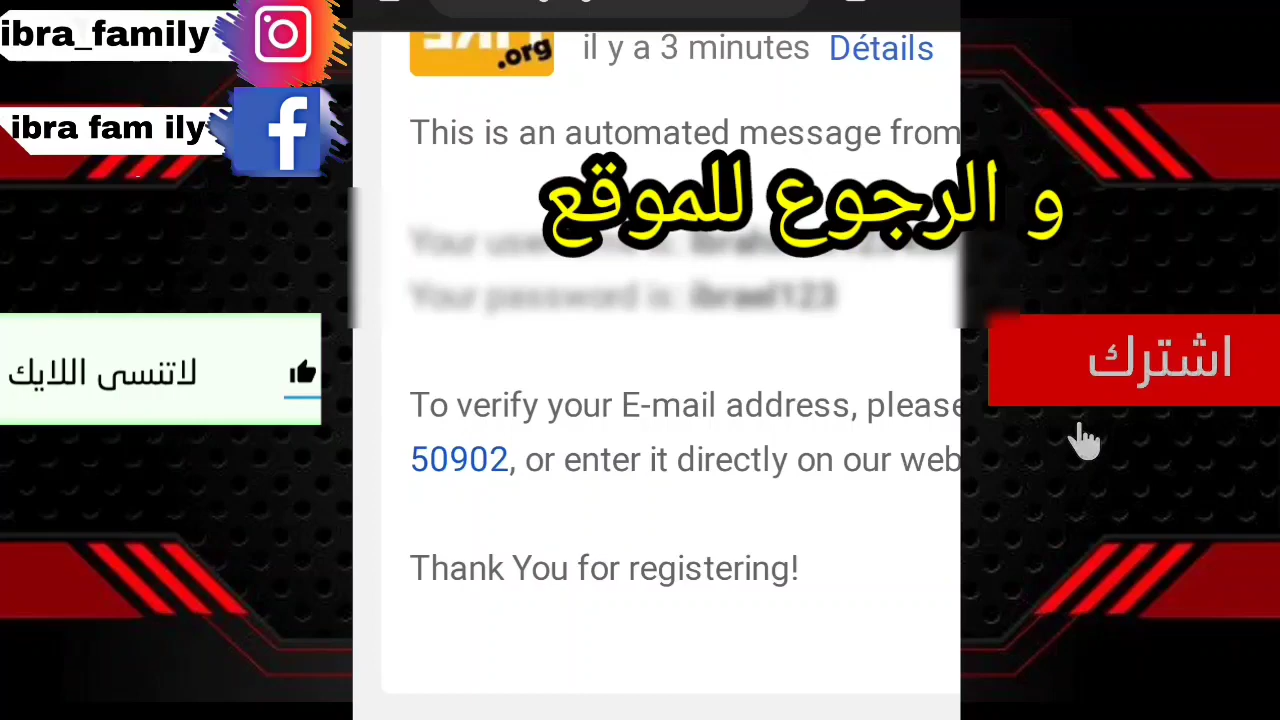 ibra_family
ibra fam ily
.org
il y a 3 minutes Détails
This is an automated message from
و الرجوع للموقع
لاتنسى اللايك
اشترك
To verify your E-mail address, please
50902, or enter it directly on our web
Thank You for registering!